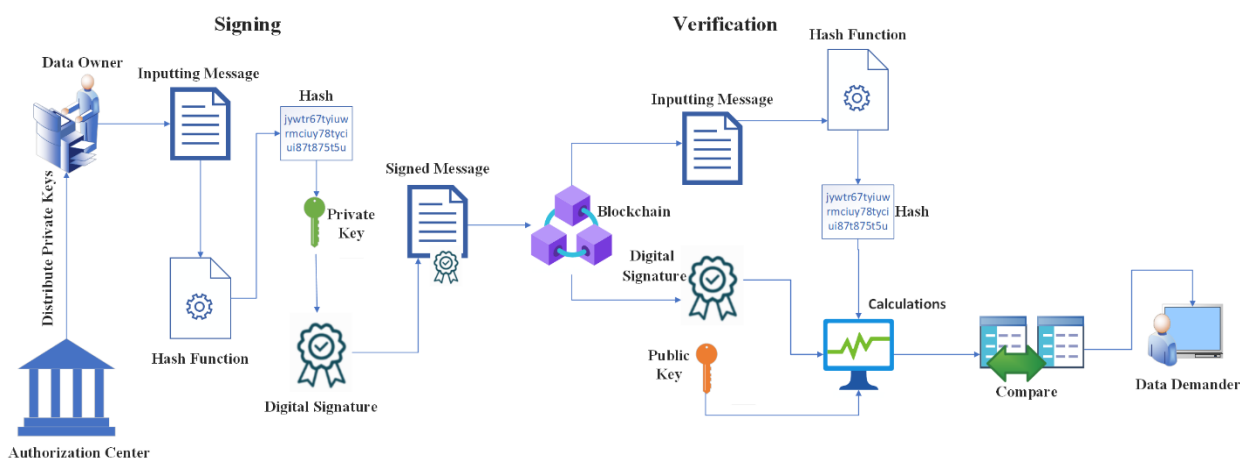 Signing
Data Owner
Inputting Message
Hash
jywtr67tyiuw
rmciuy78tyci
ui87t875t5u
Private
Key
Distribute Private Keys
Hash Function
Digital Signature
Authorization Center
Signed Message
Verification
Hash Function
Inputting Message
Blockchain
jywtr67tyiuw
rmciuy78tyci
ui87t875t5u
Hash
Digital
Signature
Calculations
Public
Key
Compare
Data Demander